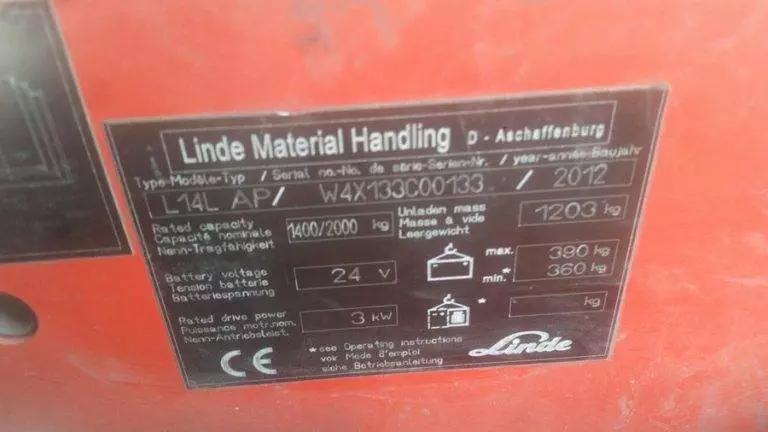 Linde Material Handling D - Aschaffenburg
Type-Modèle-Typ / Serial no.-No. de série-Serien-Nr. / year-année-Baujahr
L14L AP / W4X133C00133 / 2012
Rated capacity
Capacité nominale
Nenn-Tragfähigkeit
1400/2000 kg
Unladen mass
Masse à vide
Leergewicht
1203 kg
Battery voltage
Tension batterie
Batteriespannung
24 V
max. 390 kg
min.* 360 kg
Rated drive power
Puissance motr.nom.
Nenn-Antriebsleist.
3 kW
* kg
CE
* see Operating instructions
voir Mode d'emploi
siehe Betriebsanleitung
Linde